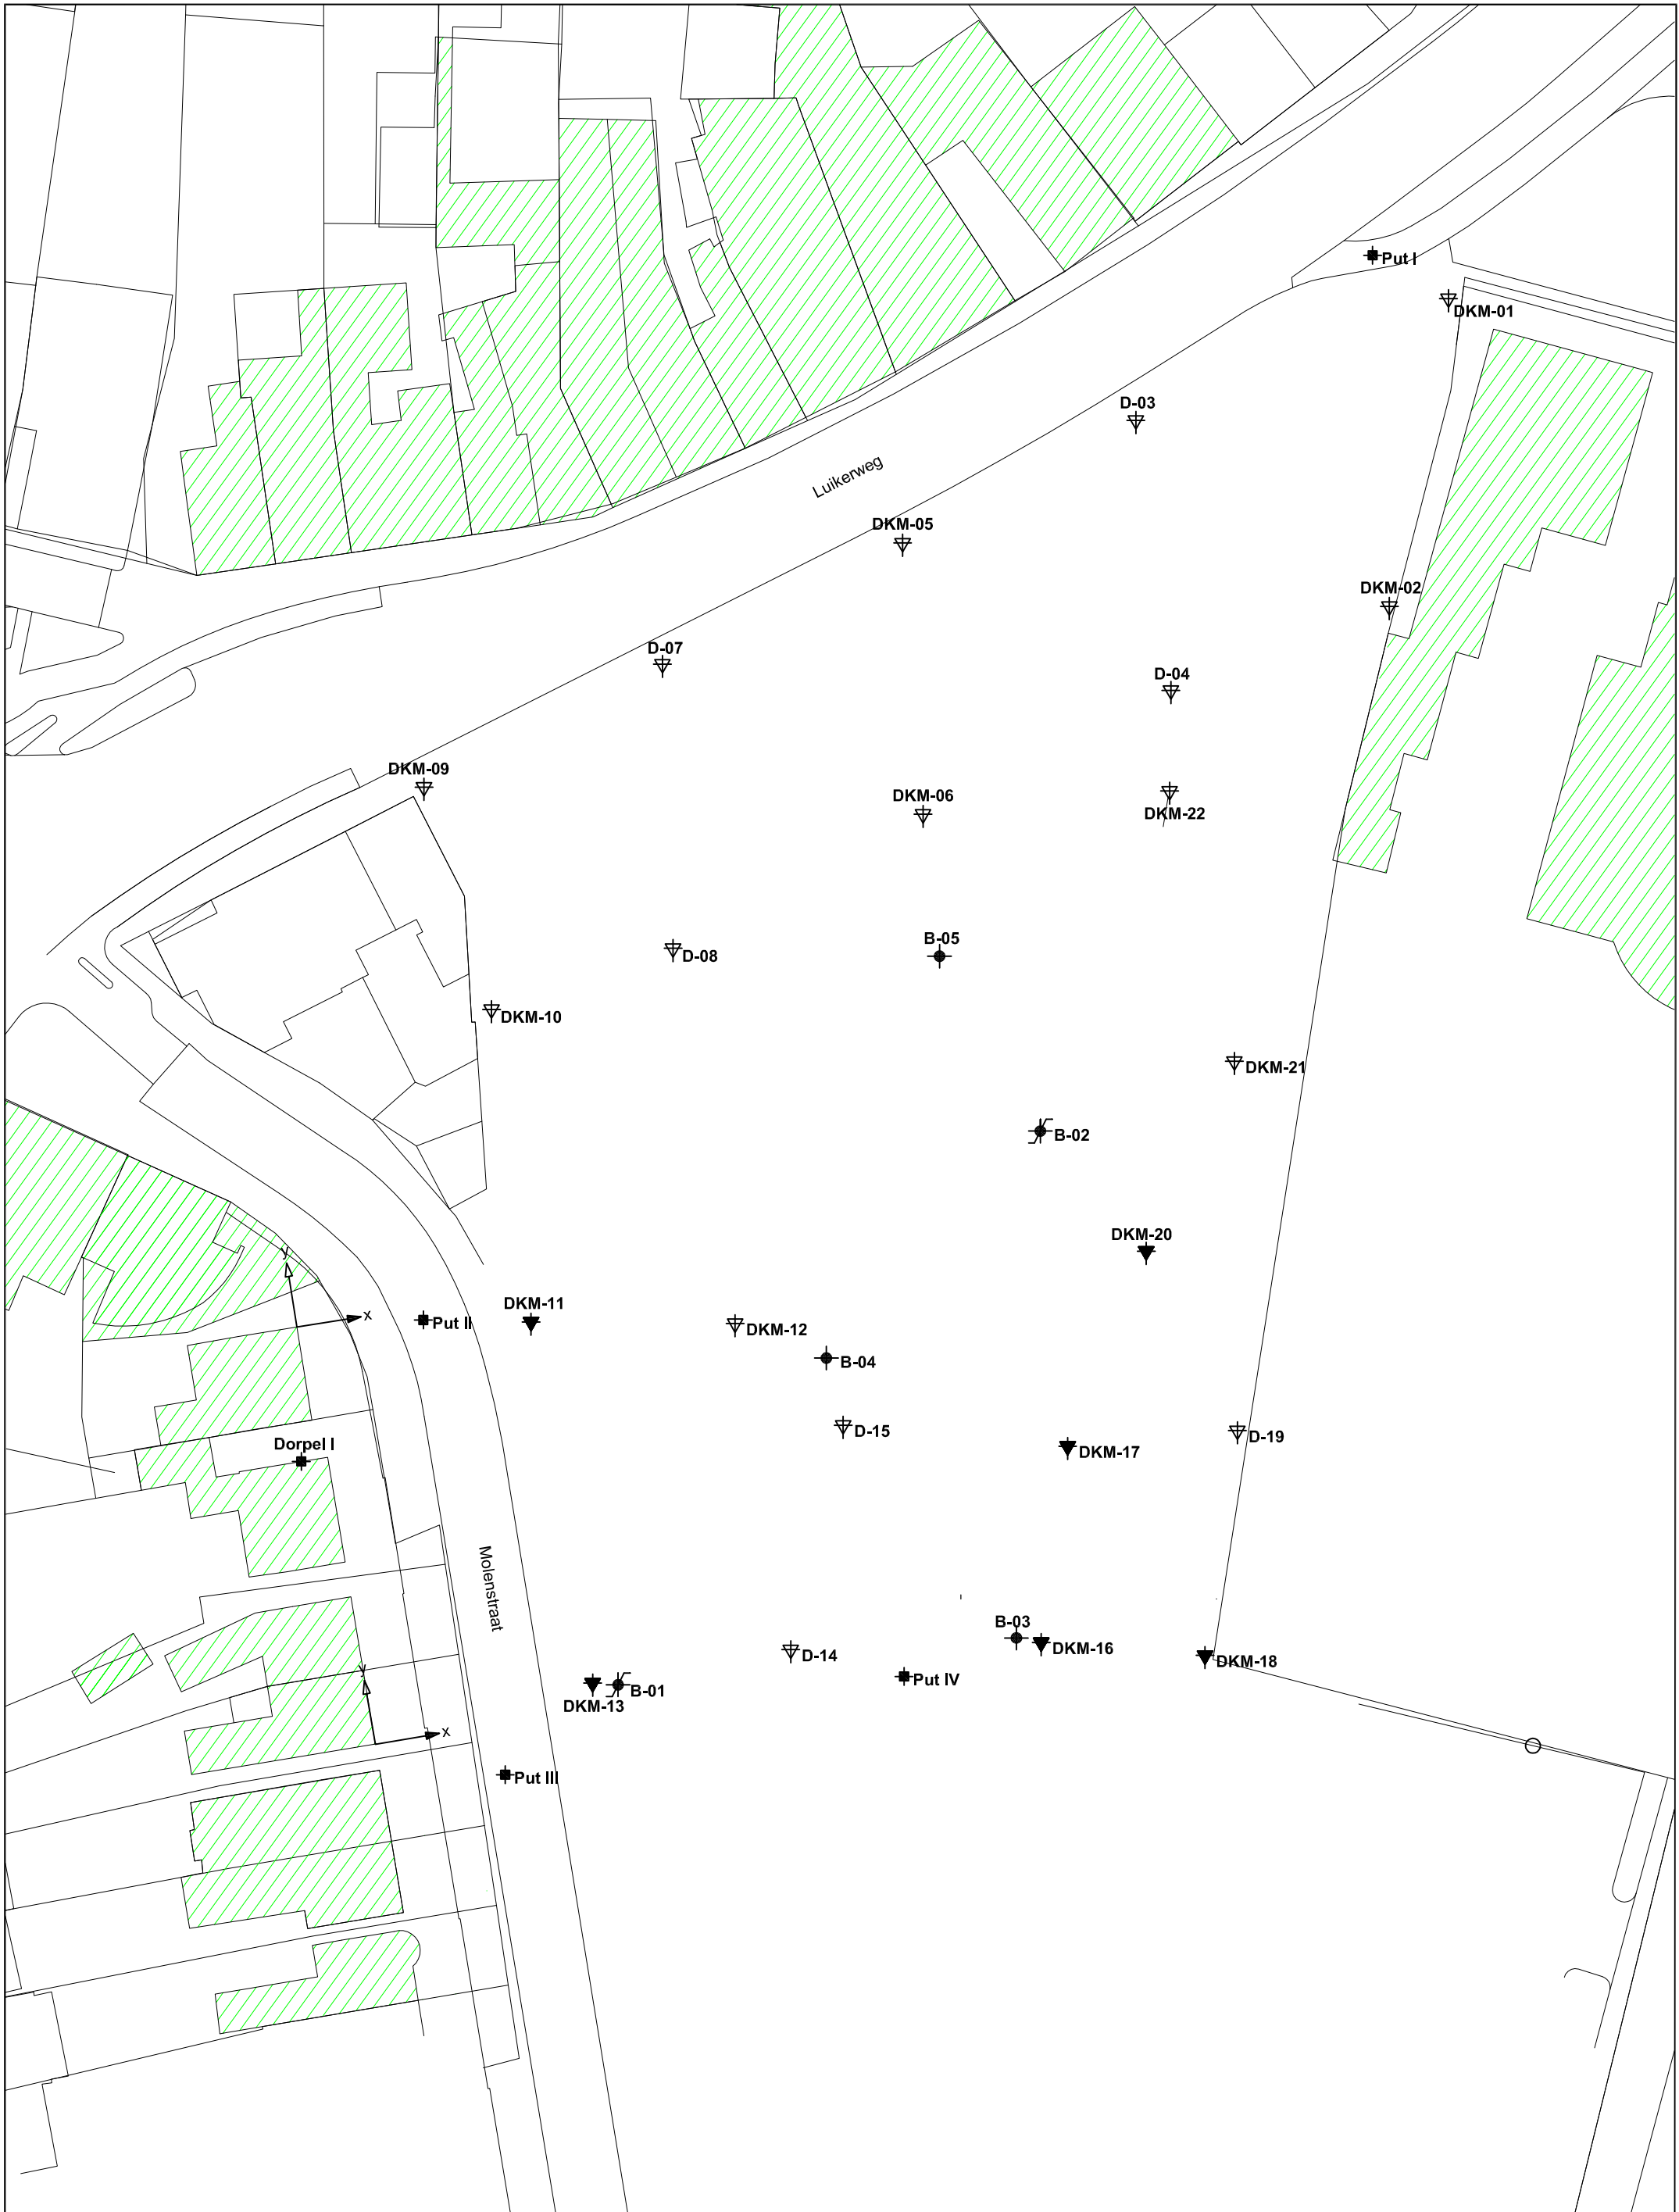 Put I
DKM-01
D-03
Luikerweg
DKM-05
DKM-02
D-07
D-04
DKM-09
DKM-06
DKM-22
B-05
D-08
DKM-10
DKM-21
B-02
DKM-20
y
x
Put II
DKM-11
DKM-12
B-04
D-15
D-19
Dorpel I
DKM-17
Molenstraat
B-03
DKM-16
D-14
DKM-18
y
Put IV
B-01
DKM-13
x
Put III